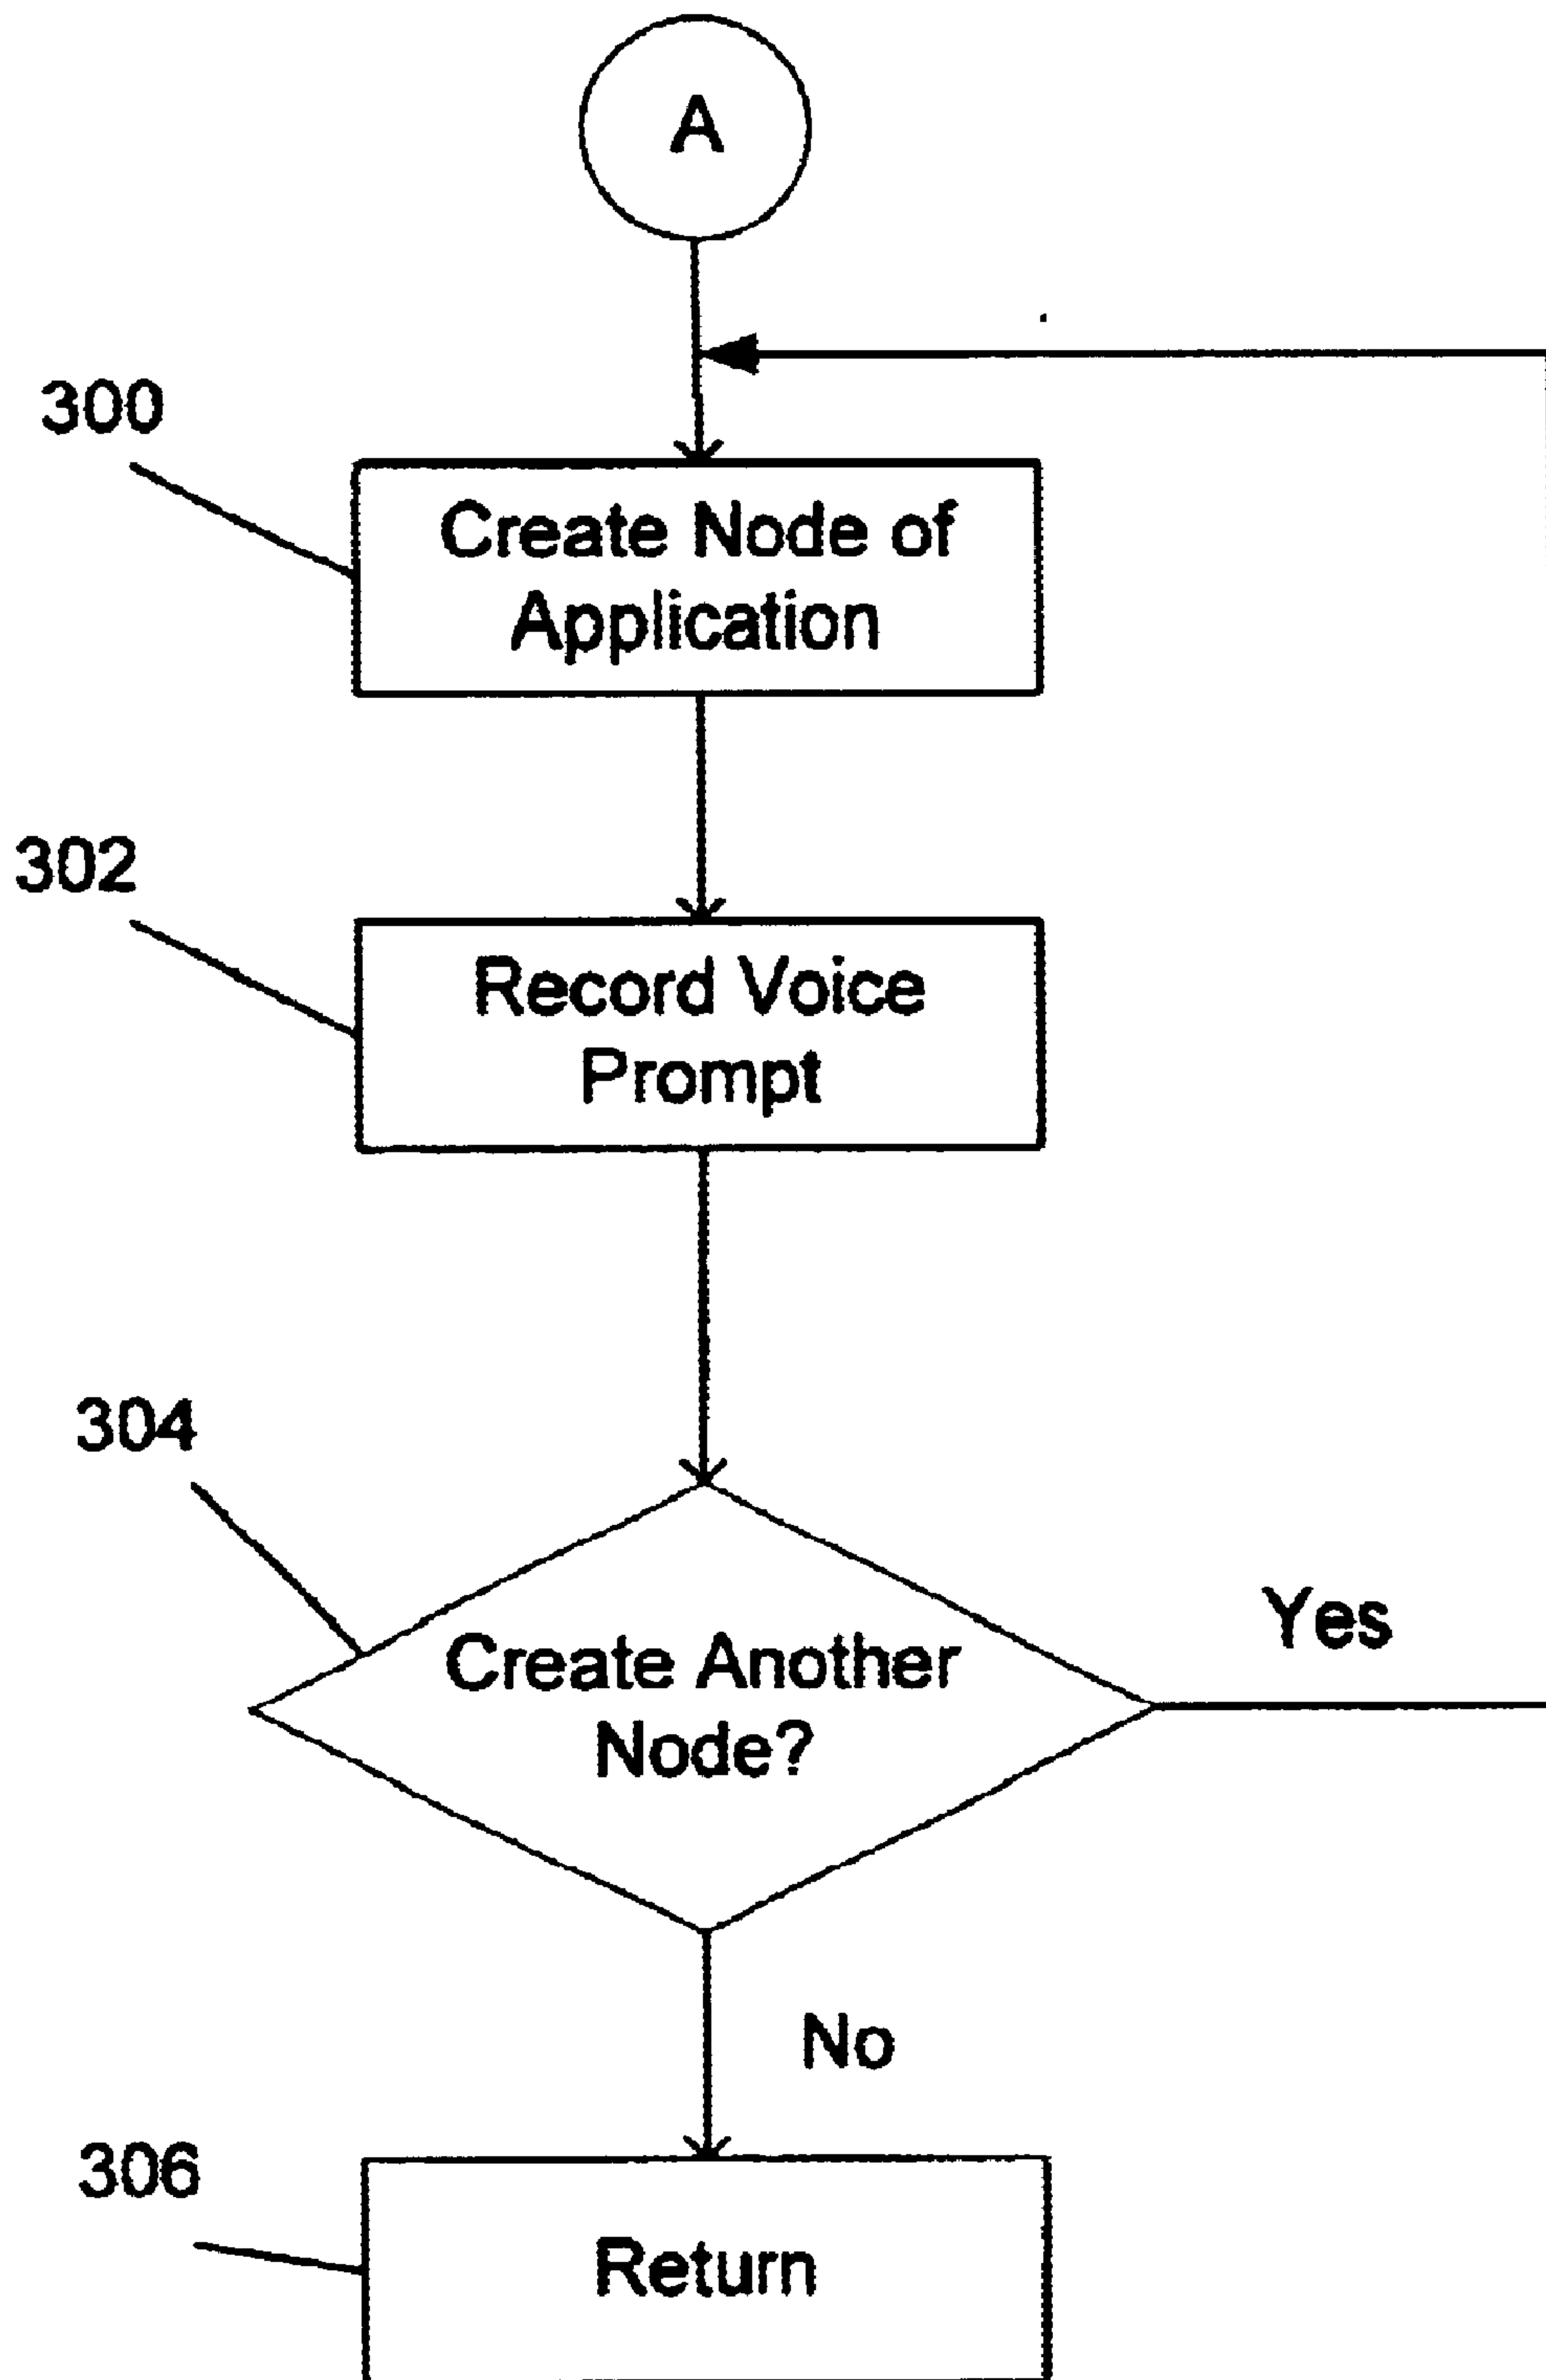 A
300
Create Node of
Application
302
Record Voice
Prompt
304
Create Another
Node?
Yes
No
306
Return